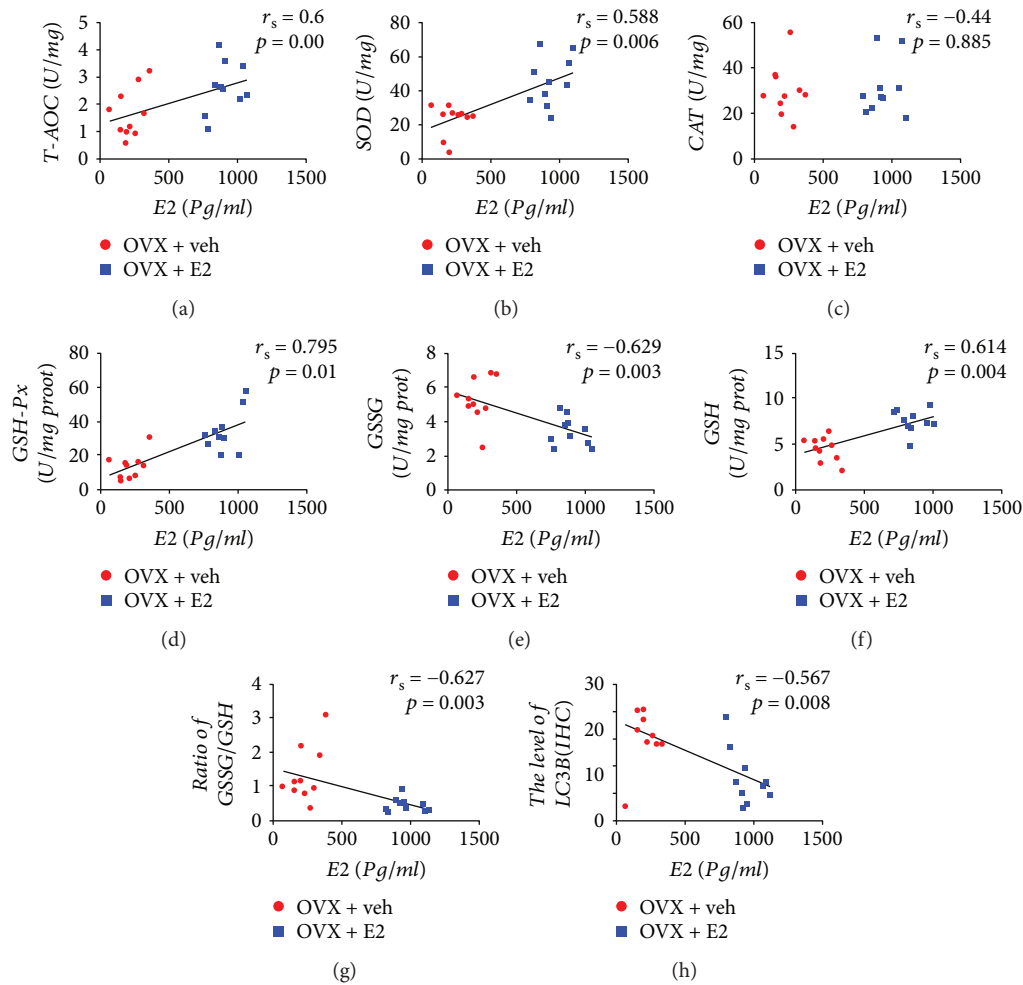 r_s = 0.6
p = 0.00
T-AOC (U/mg)
5
4
3
2
1
0
0 500 1000 1500
E2 (Pg/ml)
OVX + veh
OVX + E2
(a)
r_s = 0.588
p = 0.006
SOD (U/mg)
80
60
40
20
0
0 500 1000 1500
E2 (Pg/ml)
OVX + veh
OVX + E2
(b)
r_s = −0.44
p = 0.885
CAT (U/mg)
60
40
20
0
0 500 1000 1500
E2 (Pg/ml)
OVX + veh
OVX + E2
(c)
r_s = 0.795
p = 0.01
GSH-Px
(U/mg proot)
80
60
40
20
0
0 500 1000 1500
E2 (Pg/ml)
OVX + veh
OVX + E2
(d)
r_s = −0.629
p = 0.003
GSSG
(U/mg prot)
8
6
4
2
0
0 500 1000 1500
E2 (Pg/ml)
OVX + veh
OVX + E2
(e)
r_s = 0.614
p = 0.004
GSH
(U/mg prot)
15
10
5
0
0 500 1000 1500
E2 (Pg/ml)
OVX + veh
OVX + E2
(f)
r_s = −0.627
p = 0.003
Ratio of
GSSG/GSH
4
3
2
1
0
0 500 1000 1500
E2 (Pg/ml)
OVX + veh
OVX + E2
(g)
r_s = −0.567
p = 0.008
The level of
LC3B(IHC)
30
20
10
0
0 500 1000 1500
E2 (Pg/ml)
OVX + veh
OVX + E2
(h)